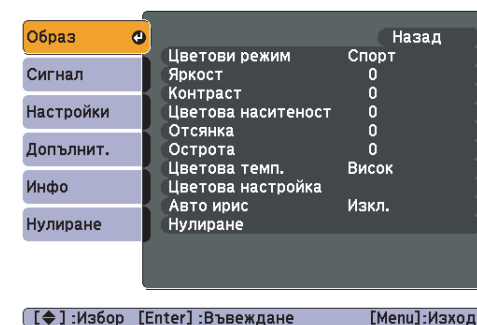 Образ
Сигнал
Настройки
Допълнит.
Инфо
Нулиране
Назад
Цветови режим Спорт
Яркост 0
Контраст 0
Цветова наситеност 0
Отсянка 0
Острота 0
Цветова темп. Висок
Цветова настройка
Авто ирис Изкл.
Нулиране
[◆] :Избор [Enter] :Въвеждане [Menu]:Изход